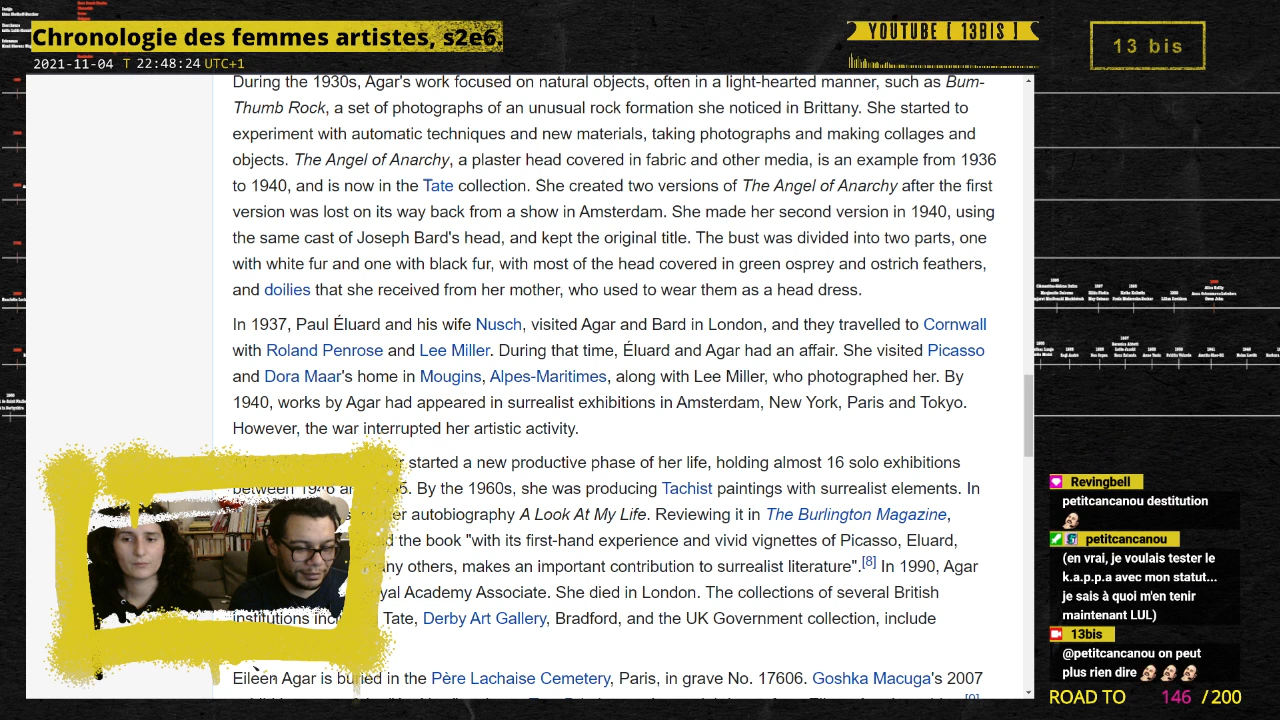 Chronologie des femmes artistes, s2e6
2021-11-04 T 22:48:24 UTC+1
YOUTUBE [ 13BIS ]
13 bis
During the 1930s, Agar's work focused on natural objects, often in a light-hearted manner, such as Bum-
Thumb Rock, a set of photographs of an unusual rock formation she noticed in Brittany. She started to
experiment with automatic techniques and new materials, taking photographs and making collages and
objects. The Angel of Anarchy, a plaster head covered in fabric and other media, is an example from 1936
to 1940, and is now in the Tate collection. She created two versions of The Angel of Anarchy after the first
version was lost on its way back from a show in Amsterdam. She made her second version in 1940, using
the same cast of Joseph Bard's head, and kept the original title. The bust was divided into two parts, one
with white fur and one with black fur, with most of the head covered in green osprey and ostrich feathers,
and doilies that she received from her mother, who used to wear them as a head dress.
In 1937, Paul Éluard and his wife Nusch, visited Agar and Bard in London, and they travelled to Cornwall
with Roland Penrose and Lee Miller. During that time, Éluard and Agar had an affair. She visited Picasso
and Dora Maar's home in Mougins, Alpes-Maritimes, along with Lee Miller, who photographed her. By
1940, works by Agar had appeared in surrealist exhibitions in Amsterdam, New York, Paris and Tokyo.
However, the war interrupted her artistic activity.
started a new productive phase of her life, holding almost 16 solo exhibitions
between 5. By the 1960s, she was producing Tachist paintings with surrealist elements. In
er autobiography A Look At My Life. Reviewing it in The Burlington Magazine,
d the book "with its first-hand experience and vivid vignettes of Picasso, Eluard,
ny others, makes an important contribution to surrealist literature".[8] In 1990, Agar
yal Academy Associate. She died in London. The collections of several British
institutions Tate, Derby Art Gallery, Bradford, and the UK Government collection, include
Eileen Agar is buried in the Père Lachaise Cemetery, Paris, in grave No. 17606. Goshka Macuga's 2007
[9]
Revingbell
petitcancanou destitution
petitcancanou
(en vrai, je voulais tester le
k.a.p.p.a avec mon statut...
je sais à quoi m'en tenir
maintenant LUL)
13bis
@petitcancanou on peut
plus rien dire
ROAD TO 146 / 200